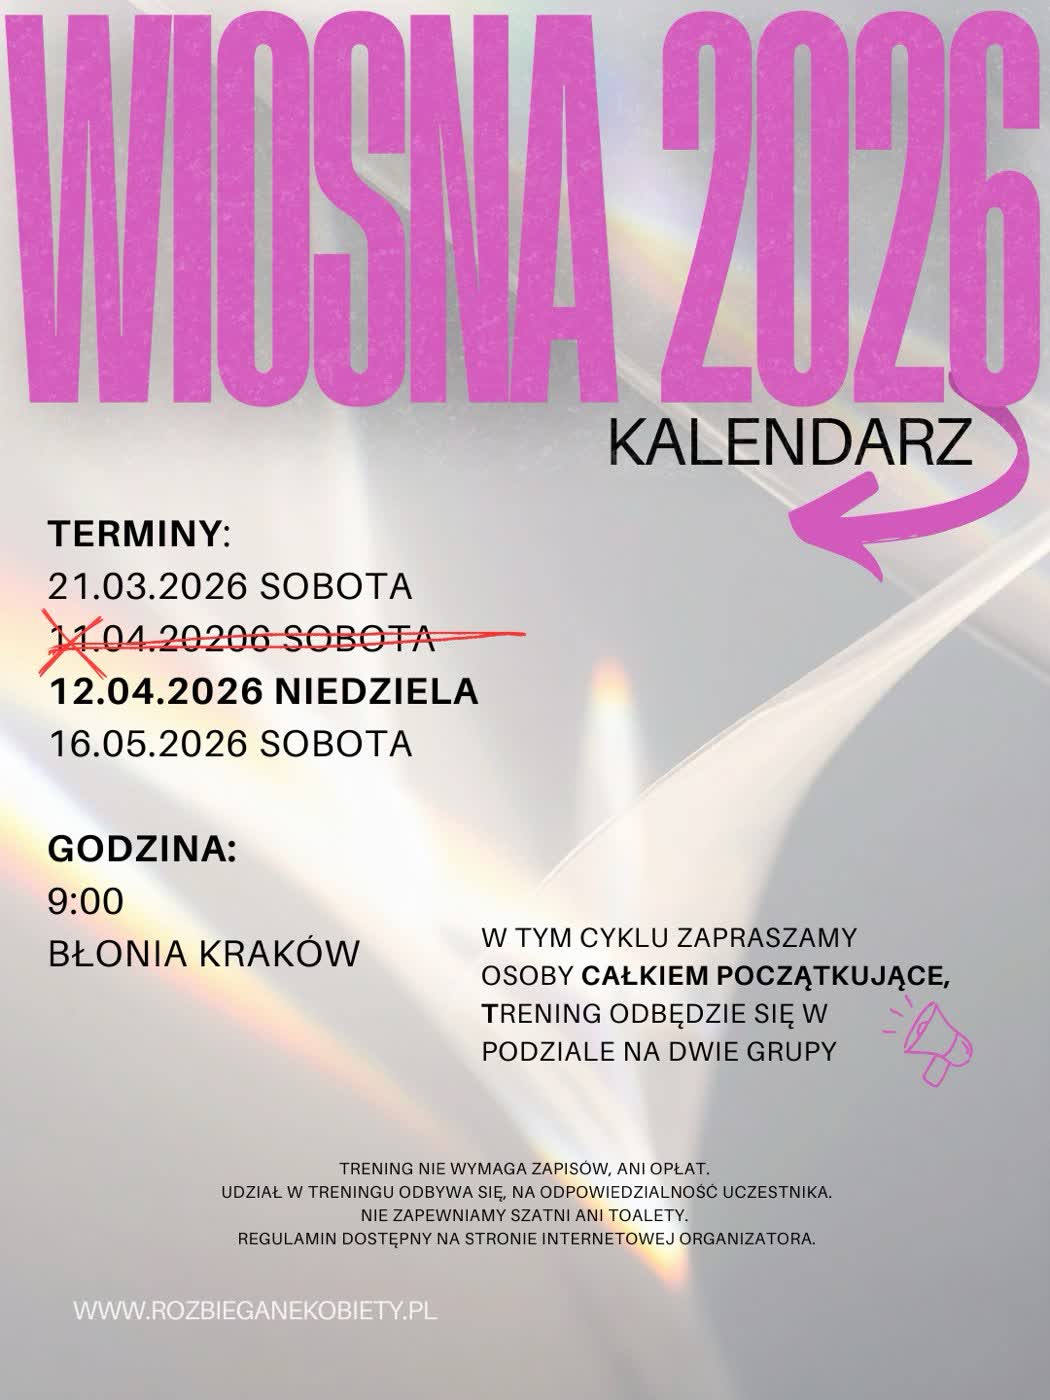 WIOSNA 2026
KALENDARZ
TERMINY:
21.03.2026 SOBOTA
11.04.20206 SOBOTA
12.04.2026 NIEDZIELA
16.05.2026 SOBOTA
GODZINA:
9:00
BŁONIA KRAKÓW
W TYM CYKLU ZAPRASZAMY
OSOBY CAŁKIEM POCZĄTKUJĄCE,
TRENING ODBĘDZIE SIĘ W
PODZIALE NA DWIE GRUPY
TRENING NIE WYMAGA ZAPISÓW, ANI OPŁAT.
UDZIAŁ W TRENINGU ODBYWA SIĘ, NA ODPOWIEDZIALNOŚĆ UCZESTNIKA.
NIE ZAPEWNIAMY SZATNI ANI TOALETY.
REGULAMIN DOSTĘPNY NA STRONIE INTERNETOWEJ ORGANIZATORA.
WWW.ROZBIEGANEKOBIETY.PL